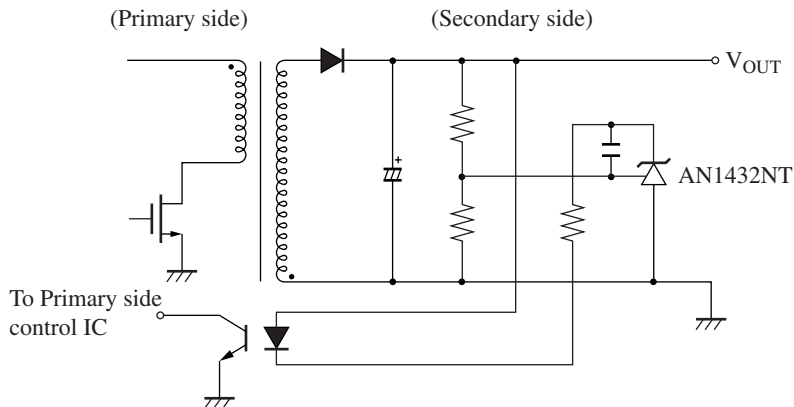 (Primary side)
(Secondary side)
VOUT
+
AN1432NT
To Primary side
control IC